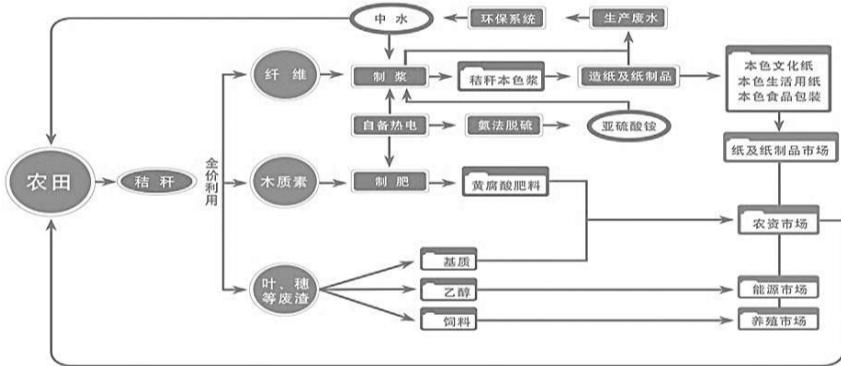 中水
环保系统
生产废水
纤维
制浆
秸秆本色浆
造纸及纸制品
本色文化纸
本色生活用纸
本色食品包装
自备热电
氨法脱硫
亚硫酸铵
纸及纸制品市场
农田
秸秆
全价利用
木质素
制肥
黄腐酸肥料
农资市场
叶、穗
等废渣
基质
乙醇
能源市场
饲料
养殖市场